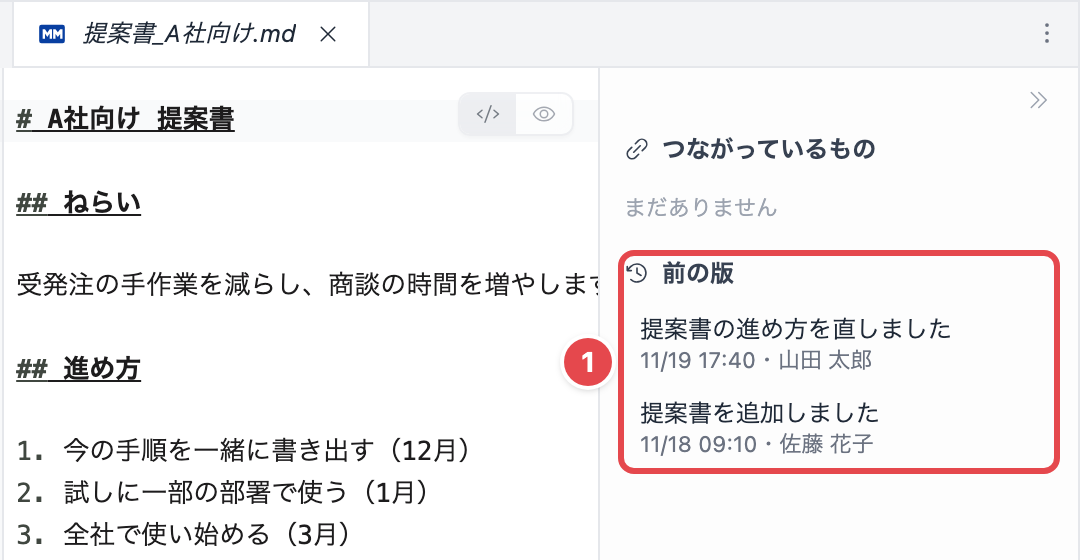 MM 提案書_A社向け.md
# A社向け 提案書
</>
## ねらい
受発注の手作業を減らし、商談の時間を増やします
## 進め方
1. 今の手順を一緒に書き出す（12月）
2. 試しに一部の部署で使う（1月）
3. 全社で使い始める（3月）
つながっているもの
まだありません
1
前の版
提案書の進め方を直しました
11/19 17:40・山田 太郎
提案書を追加しました
11/18 09:10・佐藤 花子